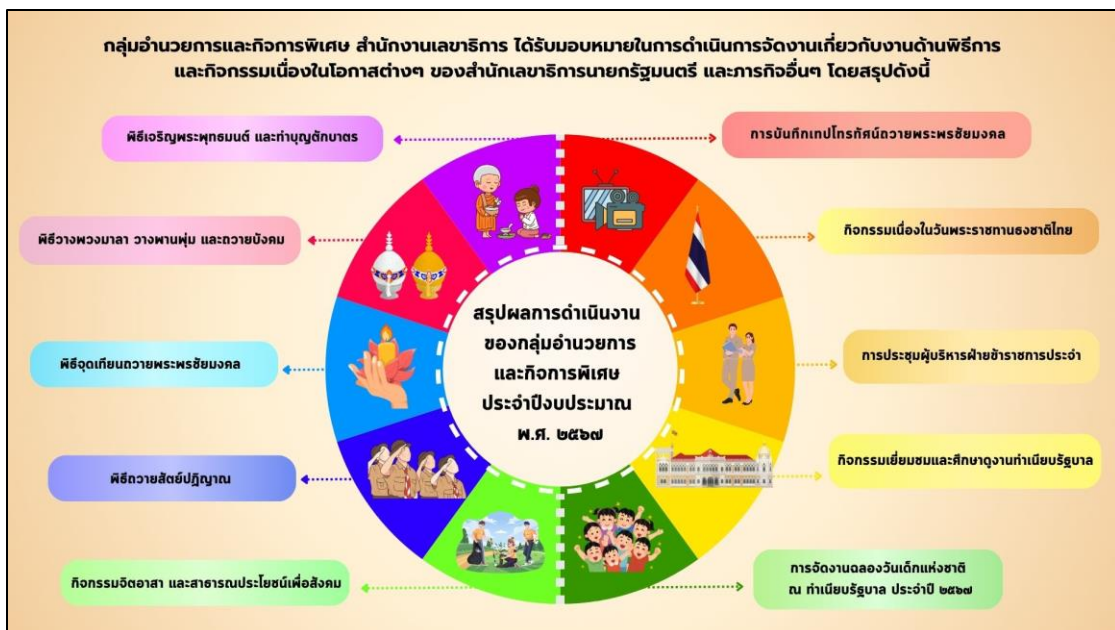 กลุ่มอำนวยการและกิจการพิเศษ สำนักงานเลขาธิการ ได้รับมอบหมายในการดำเนินการจัดงานเกี่ยวกับงานด้านพิธีการ
และกิจกรรมเนื่องในโอกาสต่างๆ ของสำนักเลขาธิการนายกรัฐมนตรี และภารกิจอื่นๆ โดยสรุปดังนี้
พิธีเจริญพระพุทธมนต์ และทำบุญตักบาตร
การบันทึกเทปโทรทัศน์ถวายพระพรชัยมงคล
พิธีวางพวงมาลา วางพานพุ่ม และถวายบังคม
กิจกรรมเนื่องในวันพระราชทานธงชาติไทย
สรุปผลการดำเนินงาน
ของกลุ่มอำนวยการ
และกิจการพิเศษ
ประจำปีงบประมาณ
พ.ศ. ๒๕๖๗
พิธีจุดเทียนถวายพระพรชัยมงคล
การประชุมผู้บริหารฝ่ายข้าราชการประจำ
พิธีถวายสัตย์ปฏิญาณ
กิจกรรมเยี่ยมชมและศึกษาดูงานทำเนียบรัฐบาล
กิจกรรมจิตอาสา และสาธารณประโยชน์เพื่อสังคม
การจัดงานฉลองวันเด็กแห่งชาติ
ณ ทำเนียบรัฐบาล ประจำปี ๒๕๖๗